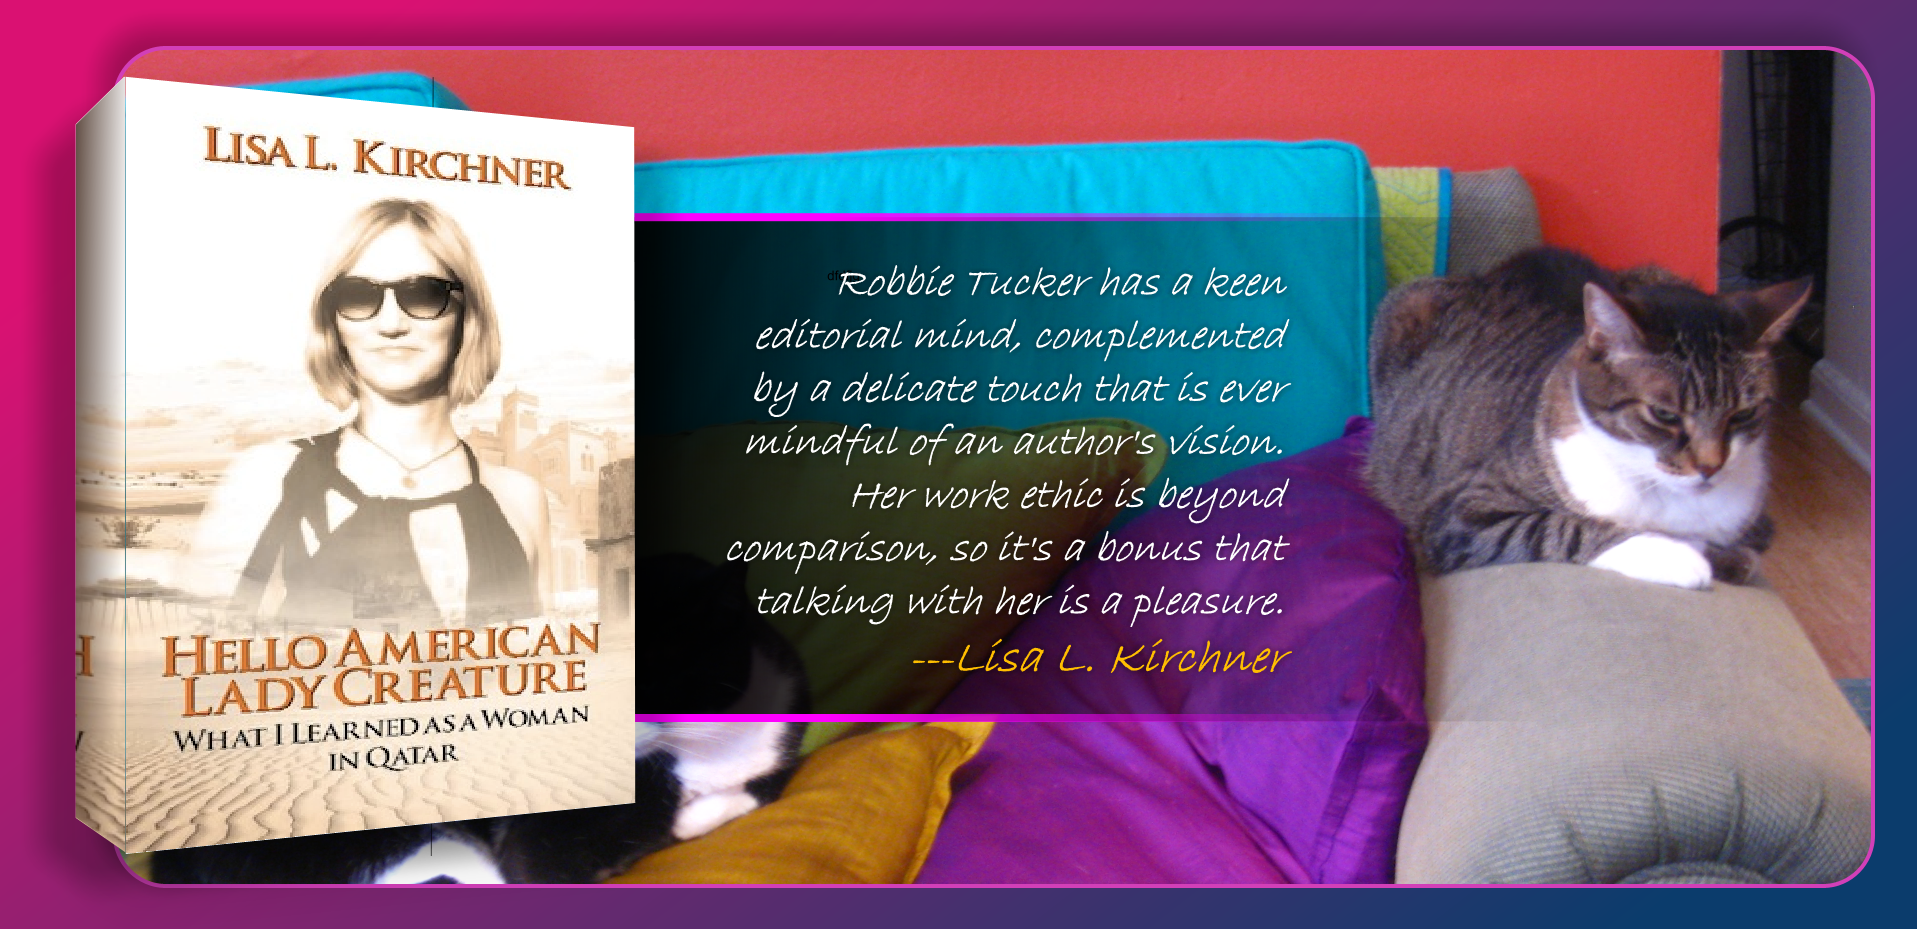 LISA L. KIRCHNER
HELLO AMERICAN
LADY CREATURE
WHAT I LEARNED AS A WOMAN
IN QATAR
Robbie Tucker has a keen
editorial mind, complemented
by a delicate touch that is ever
mindful of an author's vision.
Her work ethic is beyond
comparison, so it's a bonus that
talking with her is a pleasure.
---Lisa L. Kirchner